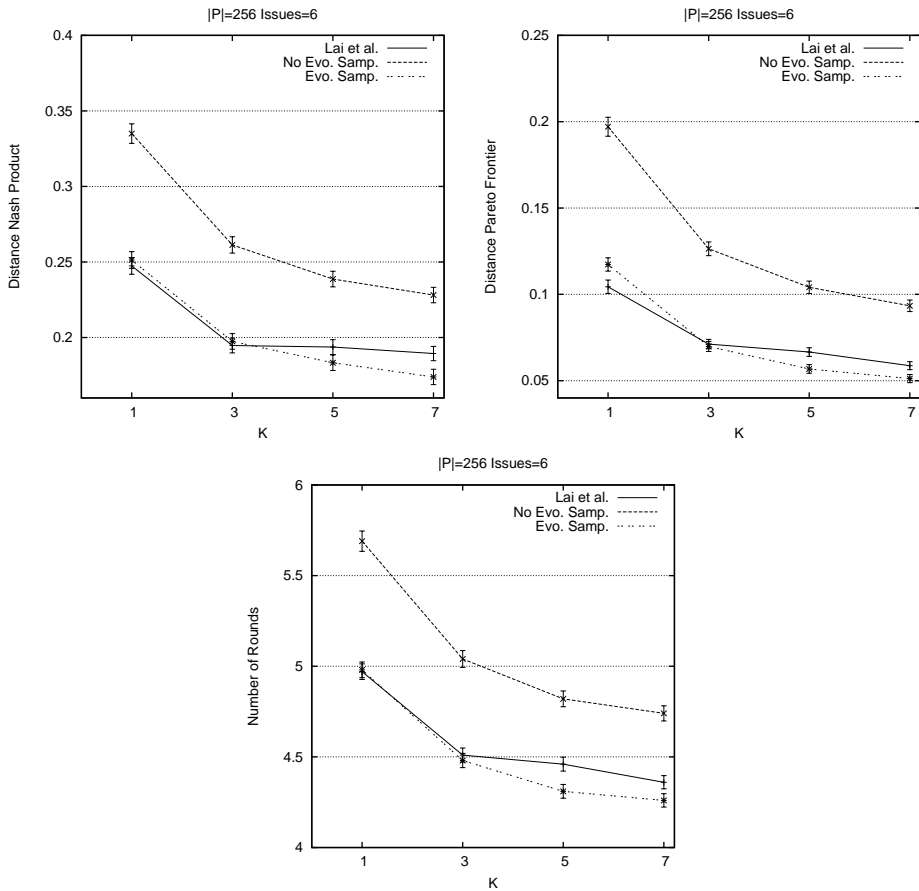 |P|=256 Issues=6
0.4
0.35
0.3
0.25
0.2
1
3
5
7
K
Distance Nash Product
Lai et al.
No Evo. Samp.
Evo. Samp.
|P|=256 Issues=6
0.25
0.2
0.15
0.1
0.05
1
3
5
7
K
Distance Pareto Frontier
Lai et al.
No Evo. Samp.
Evo. Samp.
|P|=256 Issues=6
6
5.5
5
4.5
4
1
3
5
7
K
Number of Rounds
Lai et al.
No Evo. Samp.
Evo. Samp.